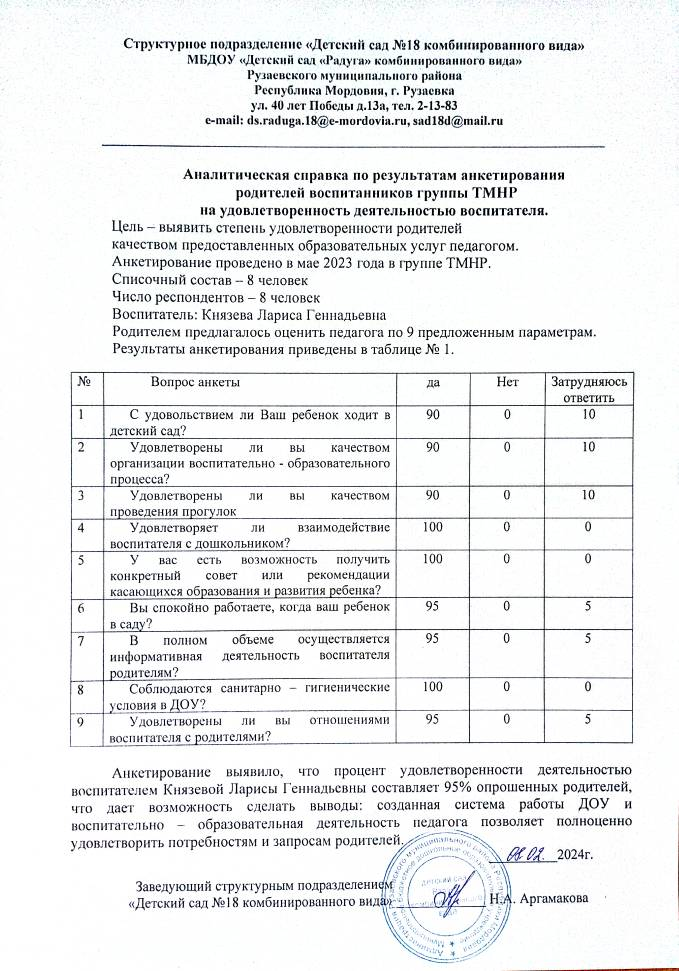 Структурное подразделение «Детский сад №18 комбинированного вида»
МБДОУ «Детский сад «Радуга» комбинированного вида»
Рузаевского муниципального района
Республика Мордовия, г. Рузаевка
ул. 40 лет Победы д.13а, тел. 2-13-83
e-mail: ds.raduga.18@e-mordovia.ru, sad18d@mail.ru
Аналитическая справка по результатам анкетирования
родителей воспитанников группы ТМНР
на удовлетворенность деятельностью воспитателя.
Цель – выявить степень удовлетворенности родителей
качеством предоставленных образовательных услуг педагогом.
Анкетирование проведено в мае 2023 года в группе ТМНР.
Списочный состав – 8 человек
Число респондентов – 8 человек
Воспитатель: Князева Лариса Геннадьевна
Родителем предлагалось оценить педагога по 9 предложенным параметрам.
Результаты анкетирования приведены в таблице № 1.
№ Вопрос анкеты да Нет Затрудняюсь
ответить
1 С удовольствием ли Ваш ребенок ходит в 90 0 10
детский сад?
2 Удовлетворены ли вы качеством 90 0 10
организации воспитательно - образовательного
процесса?
3 Удовлетворены ли вы качеством 90 0 10
проведения прогулок
4 Удовлетворяет ли взаимодействие 100 0 0
воспитателя с дошкольником?
5 У вас есть возможность получить 100 0 0
конкретный совет или рекомендации
касающихся образования и развития ребенка?
6 Вы спокойно работаете, когда ваш ребенок 95 0 5
в саду?
7 В полном объеме осуществляется 95 0 5
информативная деятельность воспитателя
родителям?
8 Соблюдаются санитарно – гигиенические 100 0 0
условия в ДОУ?
9 Удовлетворены ли вы отношениями 95 0 5
воспитателя с родителями?
Анкетирование выявило, что процент удовлетворенности деятельностью
воспитателем Князевой Ларисы Геннадьевны составляет 95% опрошенных родителей,
что дает возможность сделать выводы: созданная система работы ДОУ и
воспитательно – образовательная деятельность педагога позволяет полноценно
удовлетворить потребностям и запросам родителей.
08.02. 2024г.
Заведующий структурным подразделением
«Детский сад №18 комбинированного вида» Н.А. Аргамакова